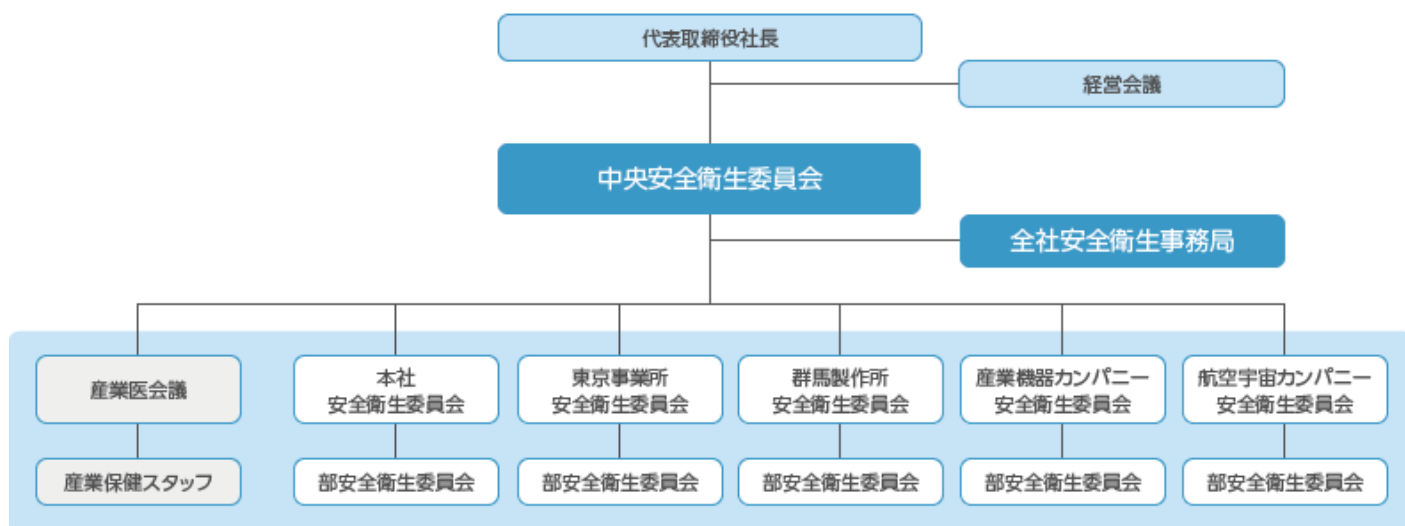 代表取締役社長
経営会議
中央安全衛生委員会
全社安全衛生事務局
産業医会議
本社
安全衛生委員会
東京事業所
安全衛生委員会
群馬製作所
安全衛生委員会
産業機器カンパニー
安全衛生委員会
航空宇宙カンパニー
安全衛生委員会
産業保健スタッフ
部安全衛生委員会
部安全衛生委員会
部安全衛生委員会
部安全衛生委員会
部安全衛生委員会